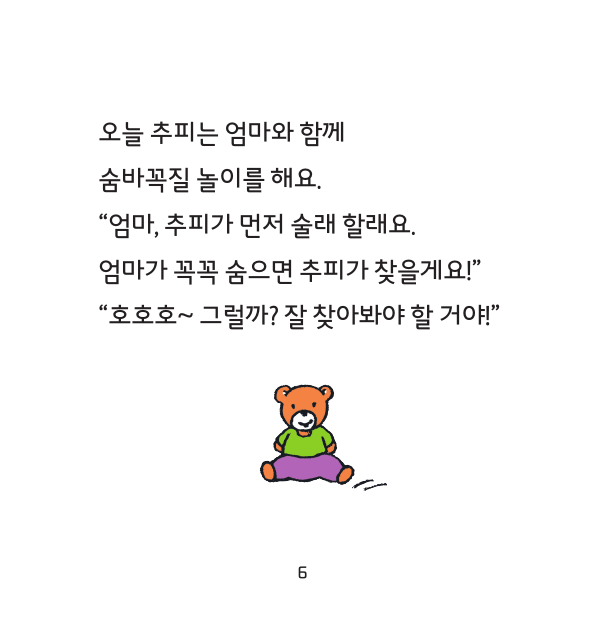 오늘 추피는 엄마와 함께
숨바꼭질 놀이를 해요.
“엄마, 추피가 먼저 술래 할래요.
엄마가 꼭꼭 숨으면 추피가 찾을게요!”
“호호호~ 그럴까? 잘 찾아봐야 할 거야!”
6